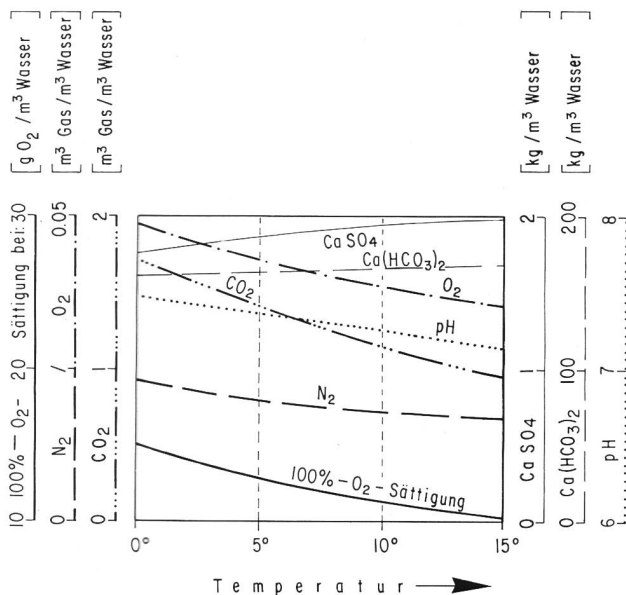 [g O2 /m³ Wasser]
[m³ Gas/m³ Wasser]
[m³ Gas/m³ Wasser]
[kg/m³ Wasser]
[kg/m³ Wasser]
10 100%–O2– 20 Sättigung bei: 30
0 N2 / O2 0.05
0 CO2 1 2
CaSO4
Ca(HCO3)2
CO2
O2
pH
N2
100%–O2–Sättigung
0 CaSO4 1 2
0 Ca(HCO3)2 100 200
6 pH 7 8
0° 5° 10° 15°
Temperatur